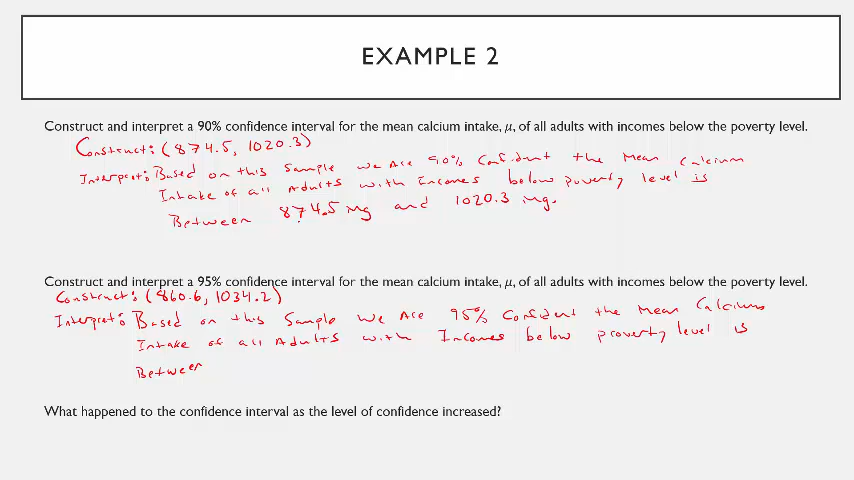 EXAMPLE 2
Construct and interpret a 90% confidence interval for the mean calcium intake, μ, of all adults with incomes below the poverty level.
Construct: (874.5, 1020.3)
Interpret: Based on this Sample we Are 90% Confident the Mean Calcium
Intake of all Adults with Incomes below poverty level is
Between 874.5 mg and 1020.3 mg.
Construct and interpret a 95% confidence interval for the mean calcium intake, μ, of all adults with incomes below the poverty level.
Construct: (860.6, 1034.2)
Interpret: Based on this Sample we Are 95% Confident the Mean Calcium
Intake of all Adults with Incomes below proverty level is
Between
What happened to the confidence interval as the level of confidence increased?